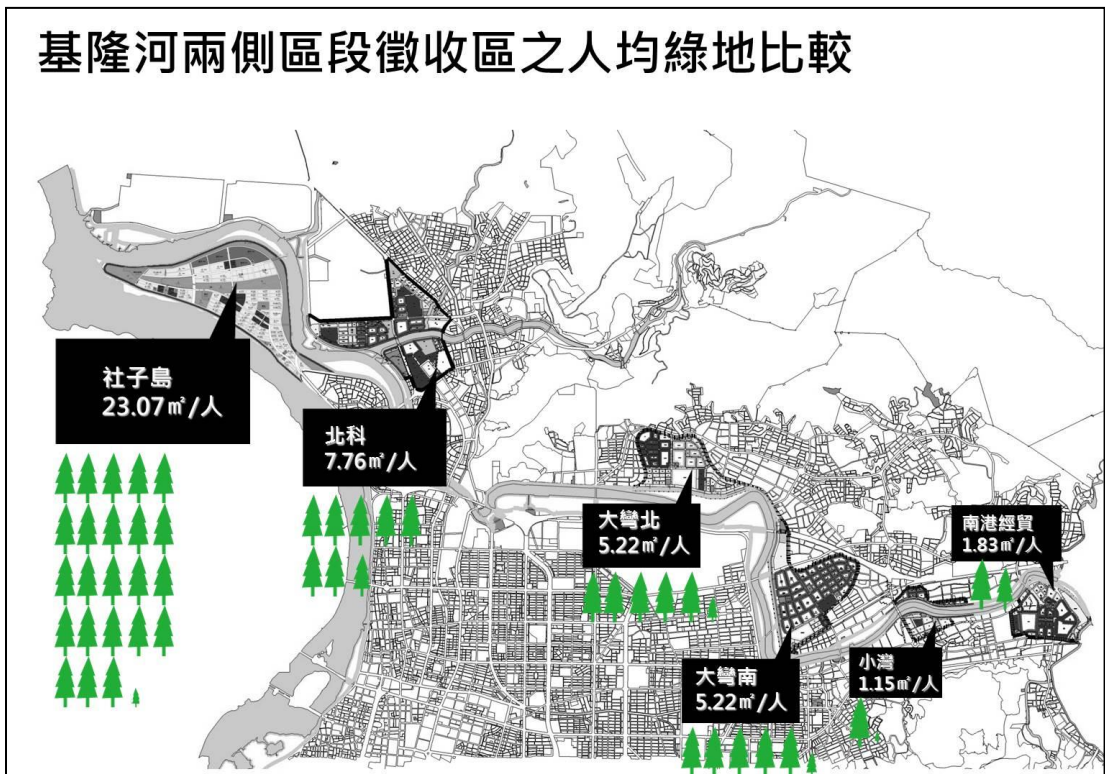 基隆河兩側區段徵收區之人均綠地比較
社子島
23.07㎡/人
北科
7.76㎡/人
大彎北
5.22㎡/人
南港經貿
1.83㎡/人
大彎南
5.22㎡/人
小灣
1.15㎡/人